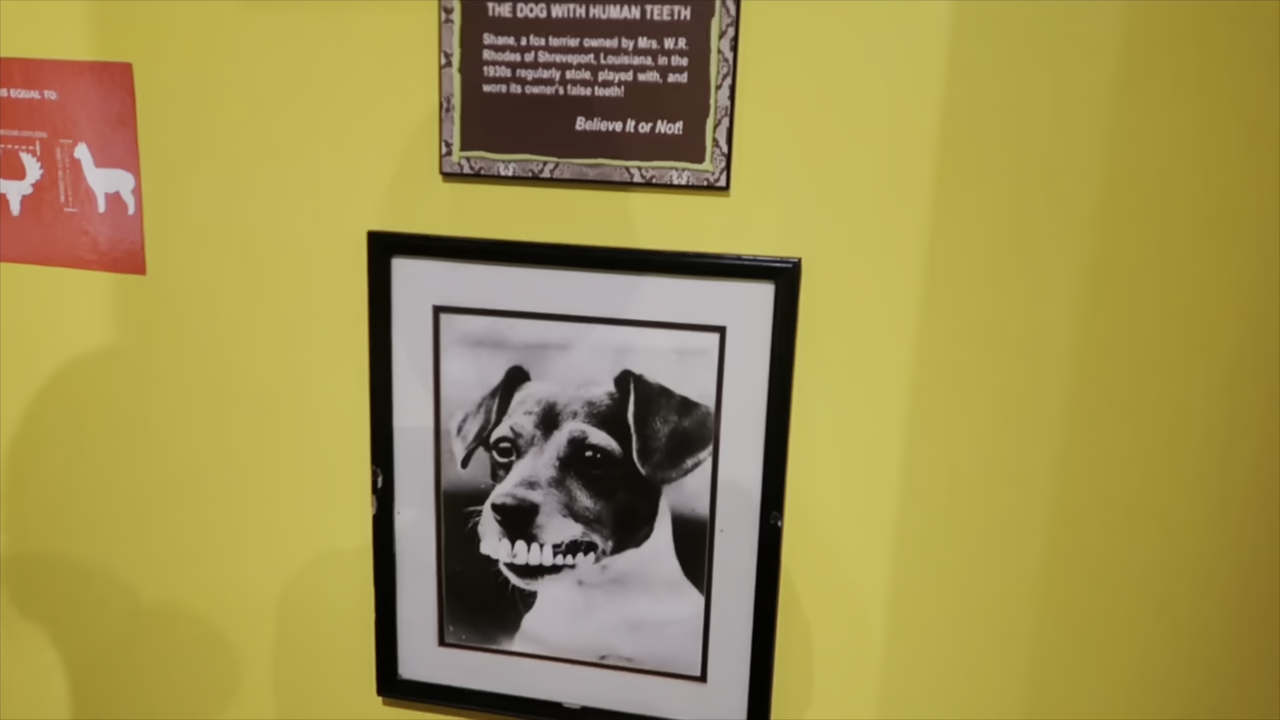 THE DOG WITH HUMAN TEETH
Shane, a fox terrier owned by Mrs. W.R.
Rhodes of Shreveport, Louisiana, in the
1930s regularly stole, played with, and
wore its owner's false teeth!
Believe It or Not!
IS EQUAL TO: